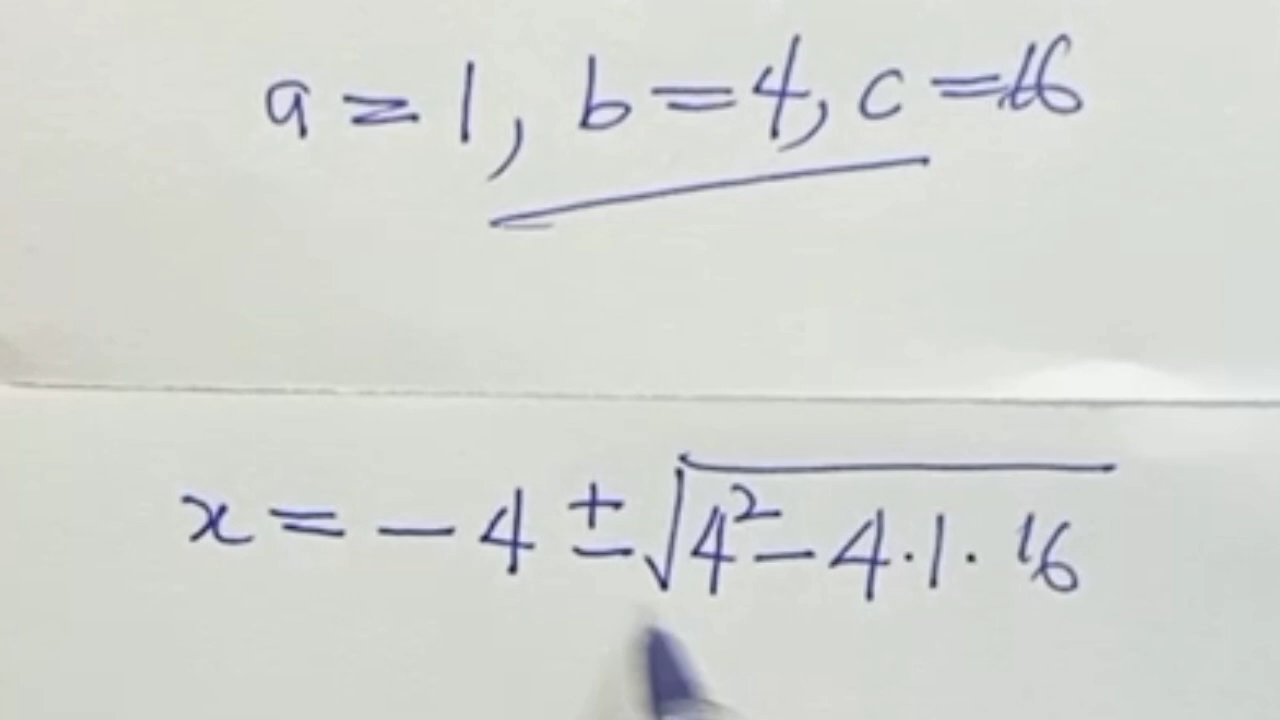 a = 1, b = 4, c = 16
x = - 4 ± √4² - 4 · 1 · 16